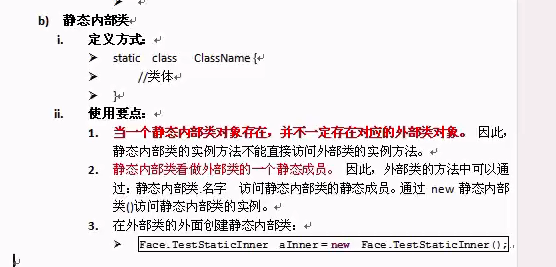 b) 静态内部类
i. 定义方式：
➤ static class ClassName {
➤ //类体
➤ }
ii. 使用要点：
1. 当一个静态内部类对象存在，并不一定存在对应的外部类对象。 因此，
静态内部类的实例方法不能直接访问外部类的实例方法。
2. 静态内部类看做外部类的一个静态成员。 因此，外部类的方法中可以通
过：静态内部类.名字 访问静态内部类的静态成员。通过 new 静态内部
类()访问静态内部类的实例。
3. 在外部类的外面创建静态内部类：
➤ Face.TestStaticInner aInner = new Face.TestStaticInner();